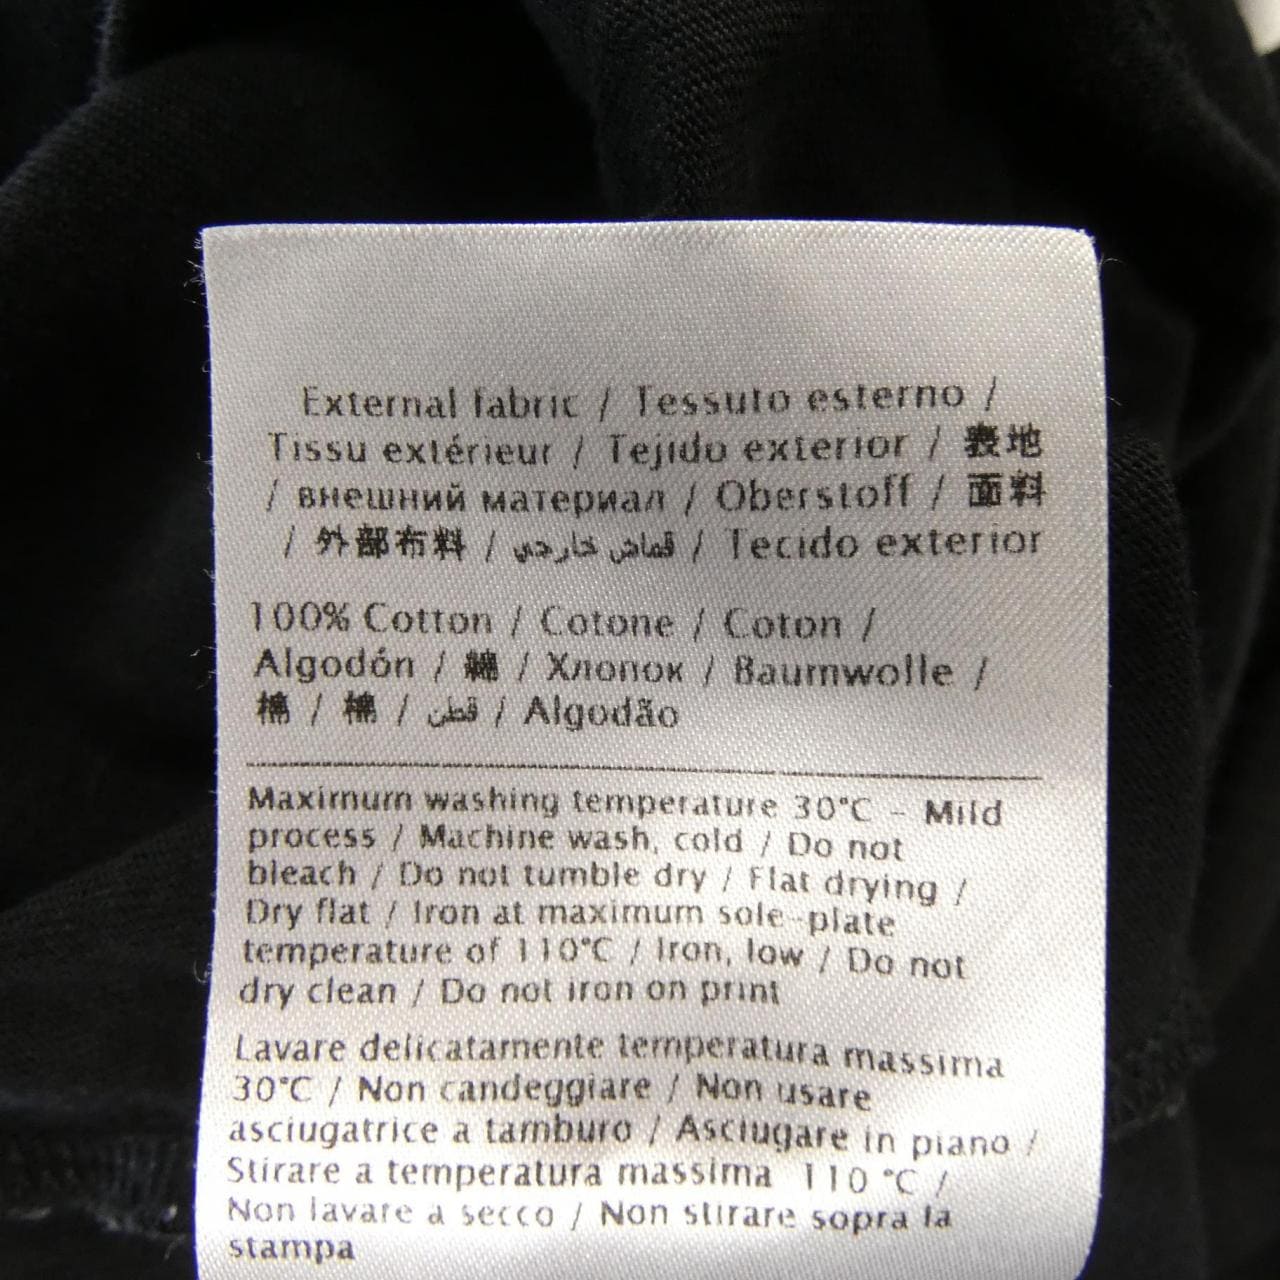 External fabric / Tessuto esterno /
Tissu extérieur / Tejido exterior / 表地
/ внешний материал / Oberstoff / 面料
/ 外部布料 / قماش خارجي / Tecido exterior
100% Cotton / Cotone / Coton /
Algodón / 綿 / Хлопок / Baumwolle /
棉 / 棉 / قطن / Algodão
Maximum washing temperature 30°C - Mild
process / Machine wash, cold / Do not
bleach / Do not tumble dry / Flat drying /
Dry flat / Iron at maximum sole-plate
temperature of 110°C / Iron, low / Do not
dry clean / Do not iron on print
Lavare delicatamente temperatura massima
30°C / Non candeggiare / Non usare
asciugatrice a tamburo / Asciugare in piano /
Stirare a temperatura massima 110 °C /
Non lavare a secco / Non stirare sopra la
stampa